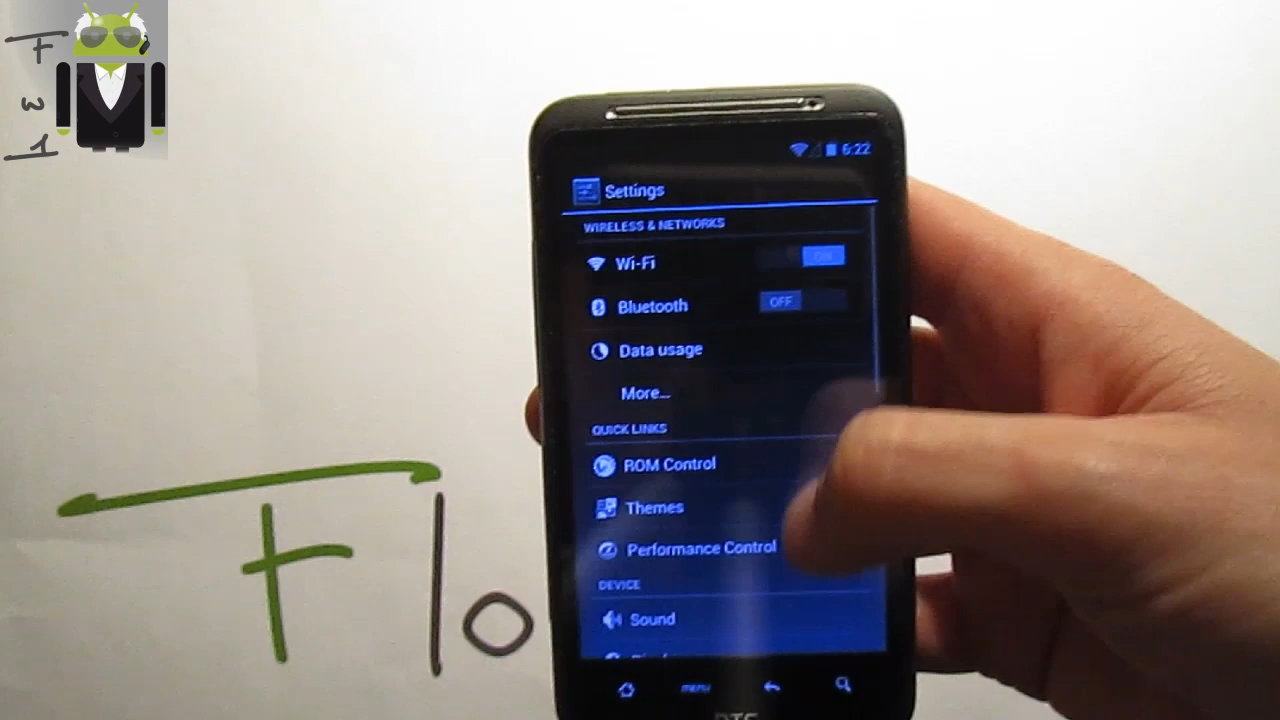 F
w
1
6:22
Settings
WIRELESS & NETWORKS
Wi-Fi ON
Bluetooth OFF
Data usage
More...
QUICK LINKS
ROM Control
Themes
Performance Control
DEVICE
Sound
Flo
menu